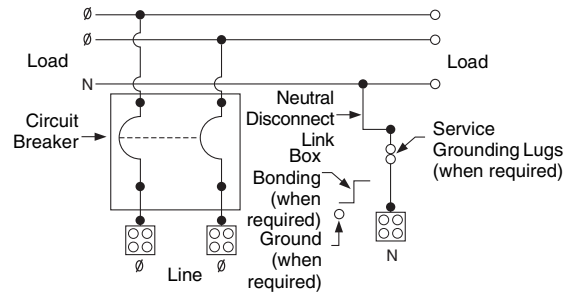 Ø
Ø
Load
Load
N
Neutral
Disconnect
Link
Circuit
Breaker
Service
Grounding Lugs
(when required)
Box
Bonding
(when
required)
Ground
(when
required)
Ø
Line
Ø
N